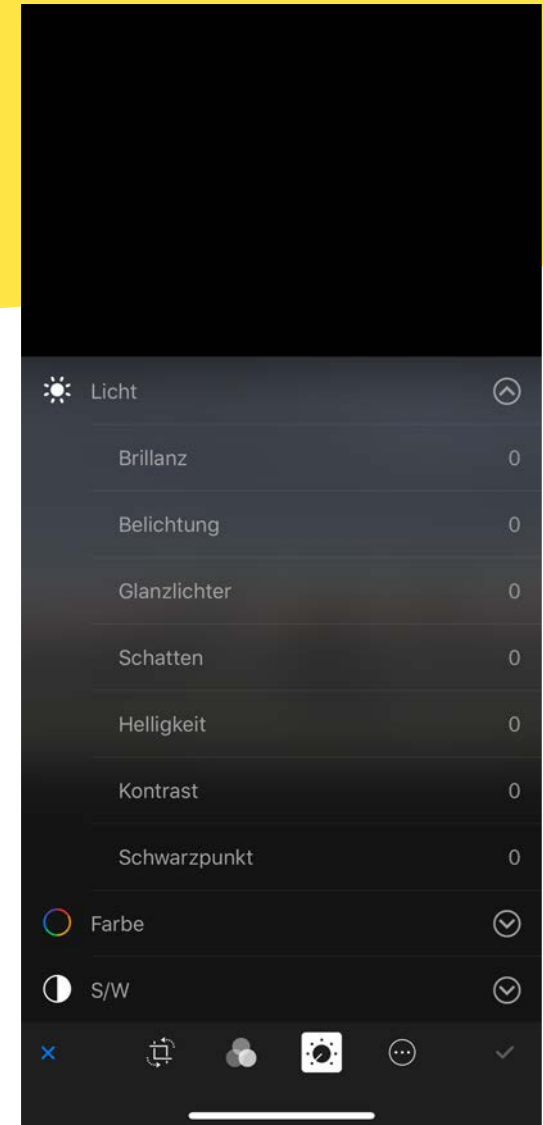 Licht
Brillanz 0
Belichtung 0
Glanzlichter 0
Schatten 0
Helligkeit 0
Kontrast 0
Schwarzpunkt 0
Farbe
S/W